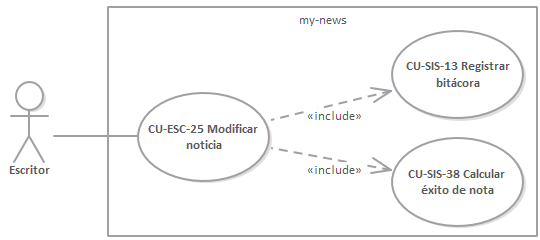 my-news
CU-SIS-13 Registrar
bitácora
«include»
CU-ESC-25 Modificar
noticia
Escritor
«include»
CU-SIS-38 Calcular
éxito de nota